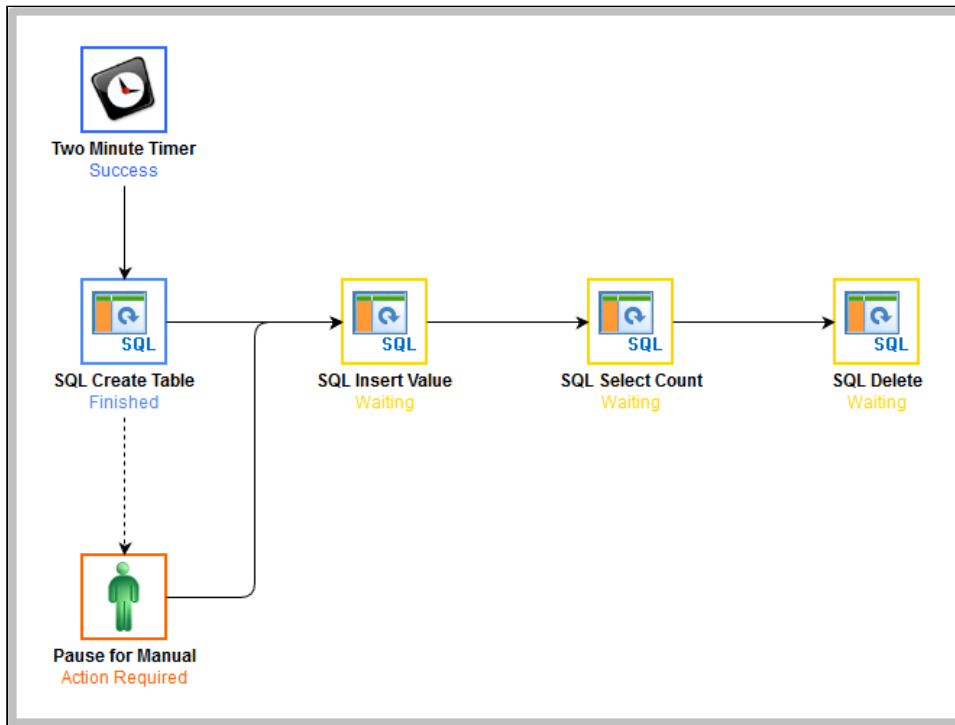 Two Minute Timer
Success
SQL
SQL Create Table
Finished
SQL
SQL Insert Value
Waiting
SQL
SQL Select Count
Waiting
SQL
SQL Delete
Waiting
Pause for Manual
Action Required